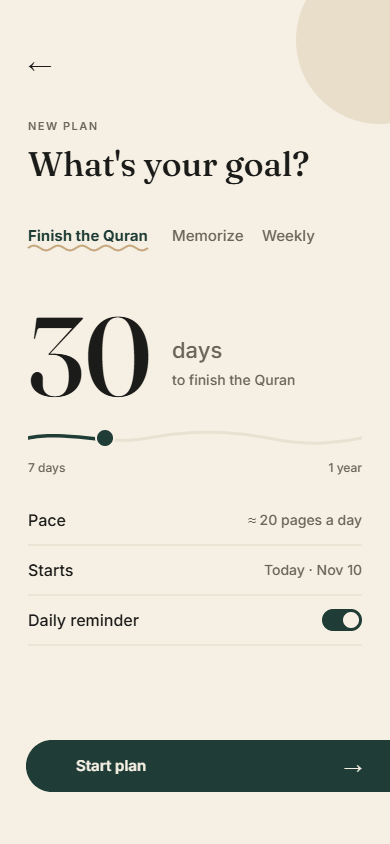 ←
NEW PLAN
What's your goal?
Finish the Quran Memorize Weekly
30 days
to finish the Quran
7 days 1 year
Pace ≈ 20 pages a day
Starts Today · Nov 10
Daily reminder
Start plan →